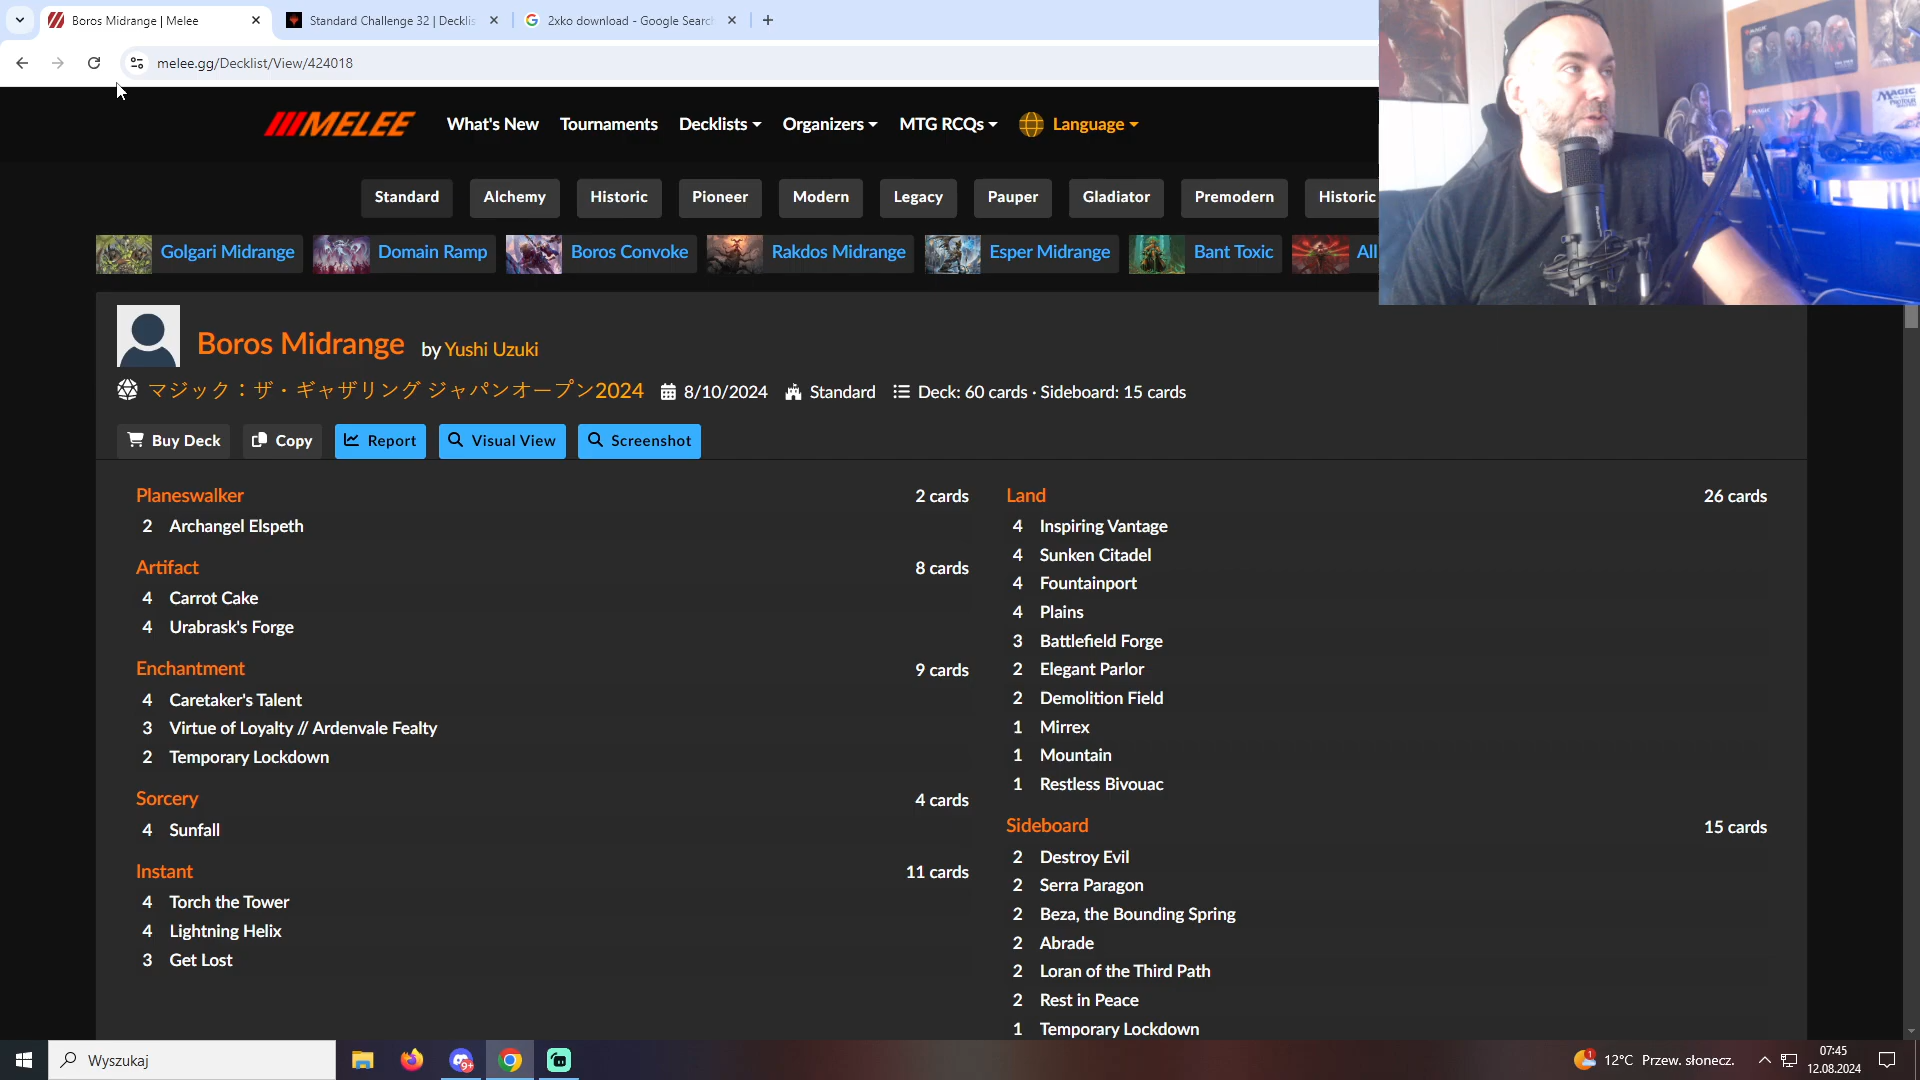 Boros Midrange | Melee
Standard Challenge 32 | Decklis
2xko download - Google Search
melee.gg/Decklist/View/424018
MELEE
What's New
Tournaments
Decklists
Organizers
MTG RCQs
Language
Standard
Alchemy
Historic
Pioneer
Modern
Legacy
Pauper
Gladiator
Premodern
Historic
Golgari Midrange
Domain Ramp
Boros Convoke
Rakdos Midrange
Esper Midrange
Bant Toxic
All
Boros Midrange by Yushi Uzuki
マジック：ザ・ギャザリング ジャパンオープン2024 8/10/2024 Standard Deck: 60 cards · Sideboard: 15 cards
Buy Deck
Copy
Report
Visual View
Screenshot
Planeswalker 2 cards
2 Archangel Elspeth
Artifact 8 cards
4 Carrot Cake
4 Urabrask's Forge
Enchantment 9 cards
4 Caretaker's Talent
3 Virtue of Loyalty // Ardenvale Fealty
2 Temporary Lockdown
Sorcery 4 cards
4 Sunfall
Instant 11 cards
4 Torch the Tower
4 Lightning Helix
3 Get Lost
Land 26 cards
4 Inspiring Vantage
4 Sunken Citadel
4 Fountainport
4 Plains
3 Battlefield Forge
2 Elegant Parlor
2 Demolition Field
1 Mirrex
1 Mountain
1 Restless Bivouac
Sideboard 15 cards
2 Destroy Evil
2 Serra Paragon
2 Beza, the Bounding Spring
2 Abrade
2 Loran of the Third Path
2 Rest in Peace
1 Temporary Lockdown
Wyszukaj
9+
1
12°C Przew. słonecz.
07:45
12.08.2024
MAGIC